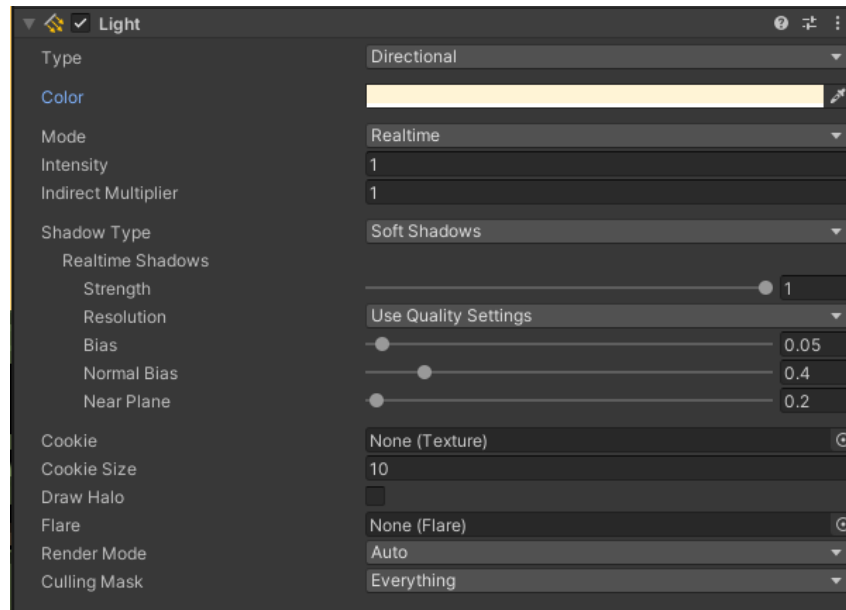 Light
Type Directional
Color
Mode Realtime
Intensity 1
Indirect Multiplier 1
Shadow Type Soft Shadows
Realtime Shadows
Strength 1
Resolution Use Quality Settings
Bias 0.05
Normal Bias 0.4
Near Plane 0.2
Cookie None (Texture)
Cookie Size 10
Draw Halo
Flare None (Flare)
Render Mode Auto
Culling Mask Everything